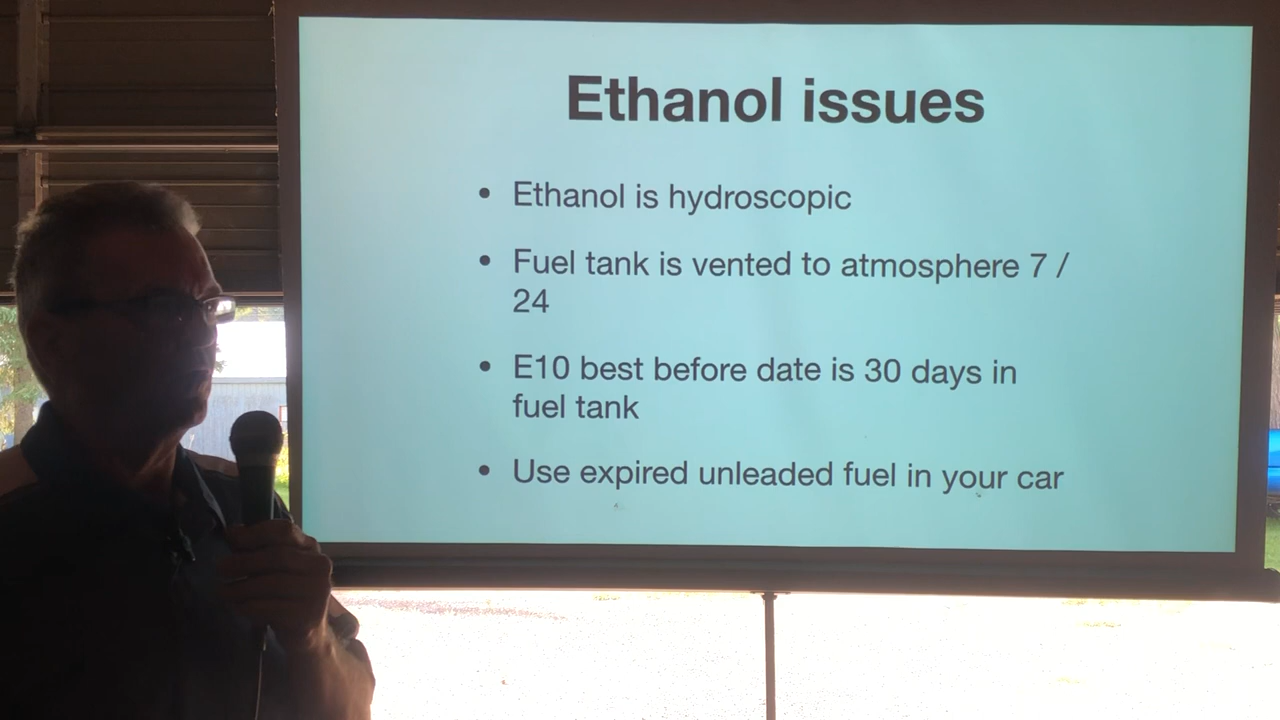 Ethanol issues
• Ethanol is hydroscopic
• Fuel tank is vented to atmosphere 7 /
24
• E10 best before date is 30 days in
fuel tank
• Use expired unleaded fuel in your car